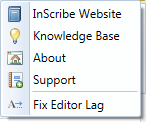 InScribe Website
Knowledge Base
About
Support
Fix Editor Lag